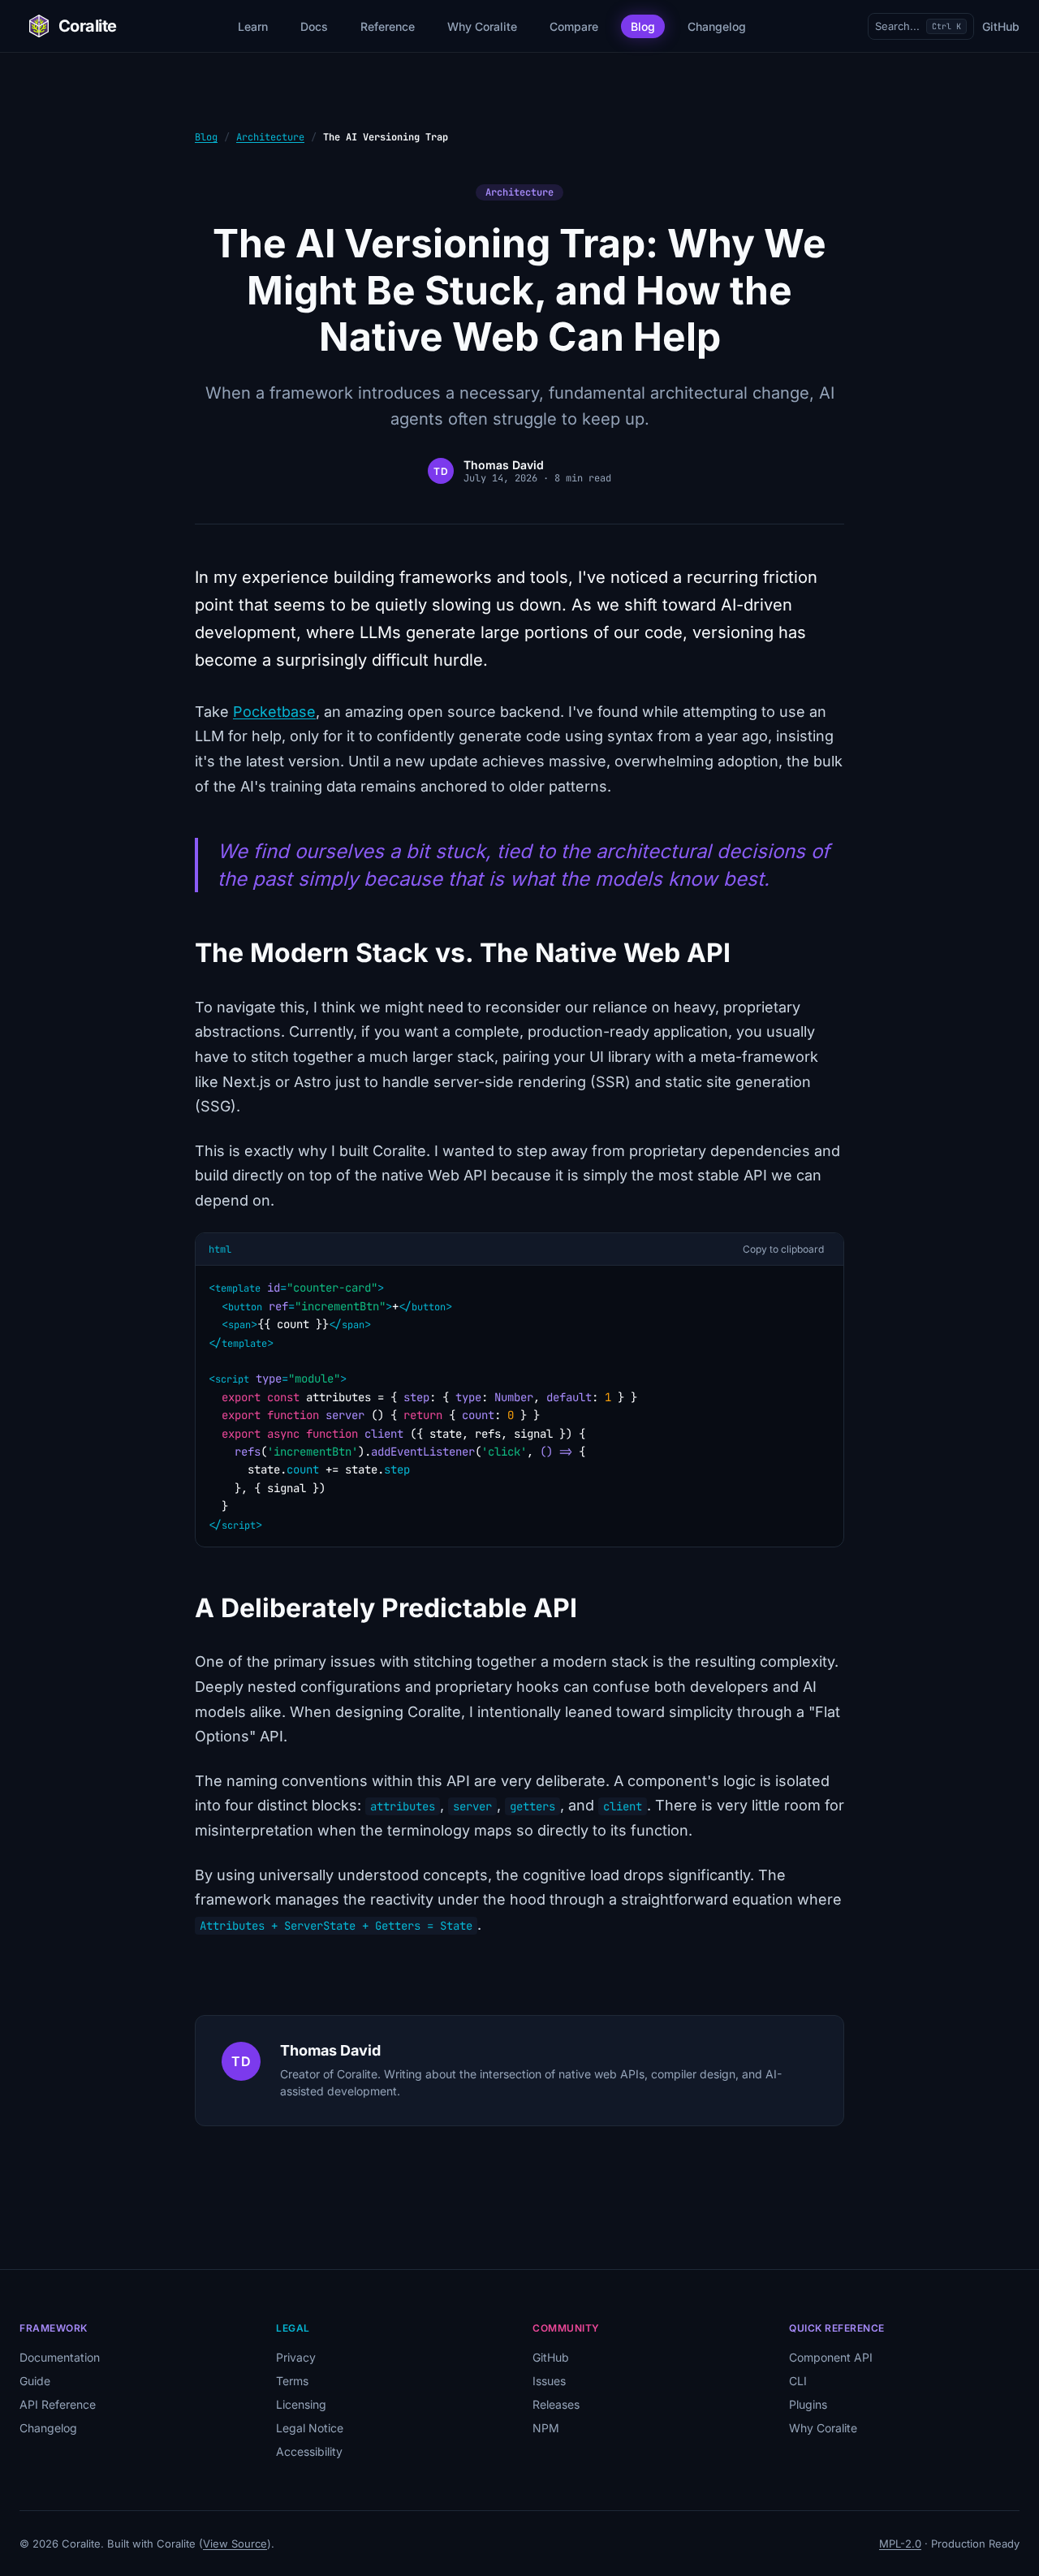 Coralite
Learn Docs Reference Why Coralite Compare Blog Changelog
Search... Ctrl K GitHub
Blog / Architecture / The AI Versioning Trap
Architecture
The AI Versioning Trap: Why We
Might Be Stuck, and How the
Native Web Can Help
When a framework introduces a necessary, fundamental architectural change, AI
agents often struggle to keep up.
TD
Thomas David
July 14, 2026 · 8 min read
In my experience building frameworks and tools, I've noticed a recurring friction
point that seems to be quietly slowing us down. As we shift toward AI-driven
development, where LLMs generate large portions of our code, versioning has
become a surprisingly difficult hurdle.
Take Pocketbase, an amazing open source backend. I've found while attempting to use an
LLM for help, only for it to confidently generate code using syntax from a year ago, insisting
it's the latest version. Until a new update achieves massive, overwhelming adoption, the bulk
of the AI's training data remains anchored to older patterns.
We find ourselves a bit stuck, tied to the architectural decisions of
the past simply because that is what the models know best.
The Modern Stack vs. The Native Web API
To navigate this, I think we might need to reconsider our reliance on heavy, proprietary
abstractions. Currently, if you want a complete, production-ready application, you usually
have to stitch together a much larger stack, pairing your UI library with a meta-framework
like Next.js or Astro just to handle server-side rendering (SSR) and static site generation
(SSG).
This is exactly why I built Coralite. I wanted to step away from proprietary dependencies and
build directly on top of the native Web API because it is simply the most stable API we can
depend on.
html Copy to clipboard
<template id="counter-card">
  <button ref="incrementBtn">+</button>
  <span>{{ count }}</span>
</template>
<script type="module">
  export const attributes = { step: { type: Number, default: 1 } }
  export function server () { return { count: 0 } }
  export async function client ({ state, refs, signal }) {
    refs('incrementBtn').addEventListener('click', () => {
      state.count += state.step
    }, { signal })
  }
</script>
A Deliberately Predictable API
One of the primary issues with stitching together a modern stack is the resulting complexity.
Deeply nested configurations and proprietary hooks can confuse both developers and AI
models alike. When designing Coralite, I intentionally leaned toward simplicity through a "Flat
Options" API.
The naming conventions within this API are very deliberate. A component's logic is isolated
into four distinct blocks: attributes, server, getters, and client. There is very little room for
misinterpretation when the terminology maps so directly to its function.
By using universally understood concepts, the cognitive load drops significantly. The
framework manages the reactivity under the hood through a straightforward equation where
Attributes + ServerState + Getters = State.
TD
Thomas David
Creator of Coralite. Writing about the intersection of native web APIs, compiler design, and AI-
assisted development.
FRAMEWORK
Documentation
Guide
API Reference
Changelog
LEGAL
Privacy
Terms
Licensing
Legal Notice
Accessibility
COMMUNITY
GitHub
Issues
Releases
NPM
QUICK REFERENCE
Component API
CLI
Plugins
Why Coralite
© 2026 Coralite. Built with Coralite (View Source).
MPL-2.0 · Production Ready